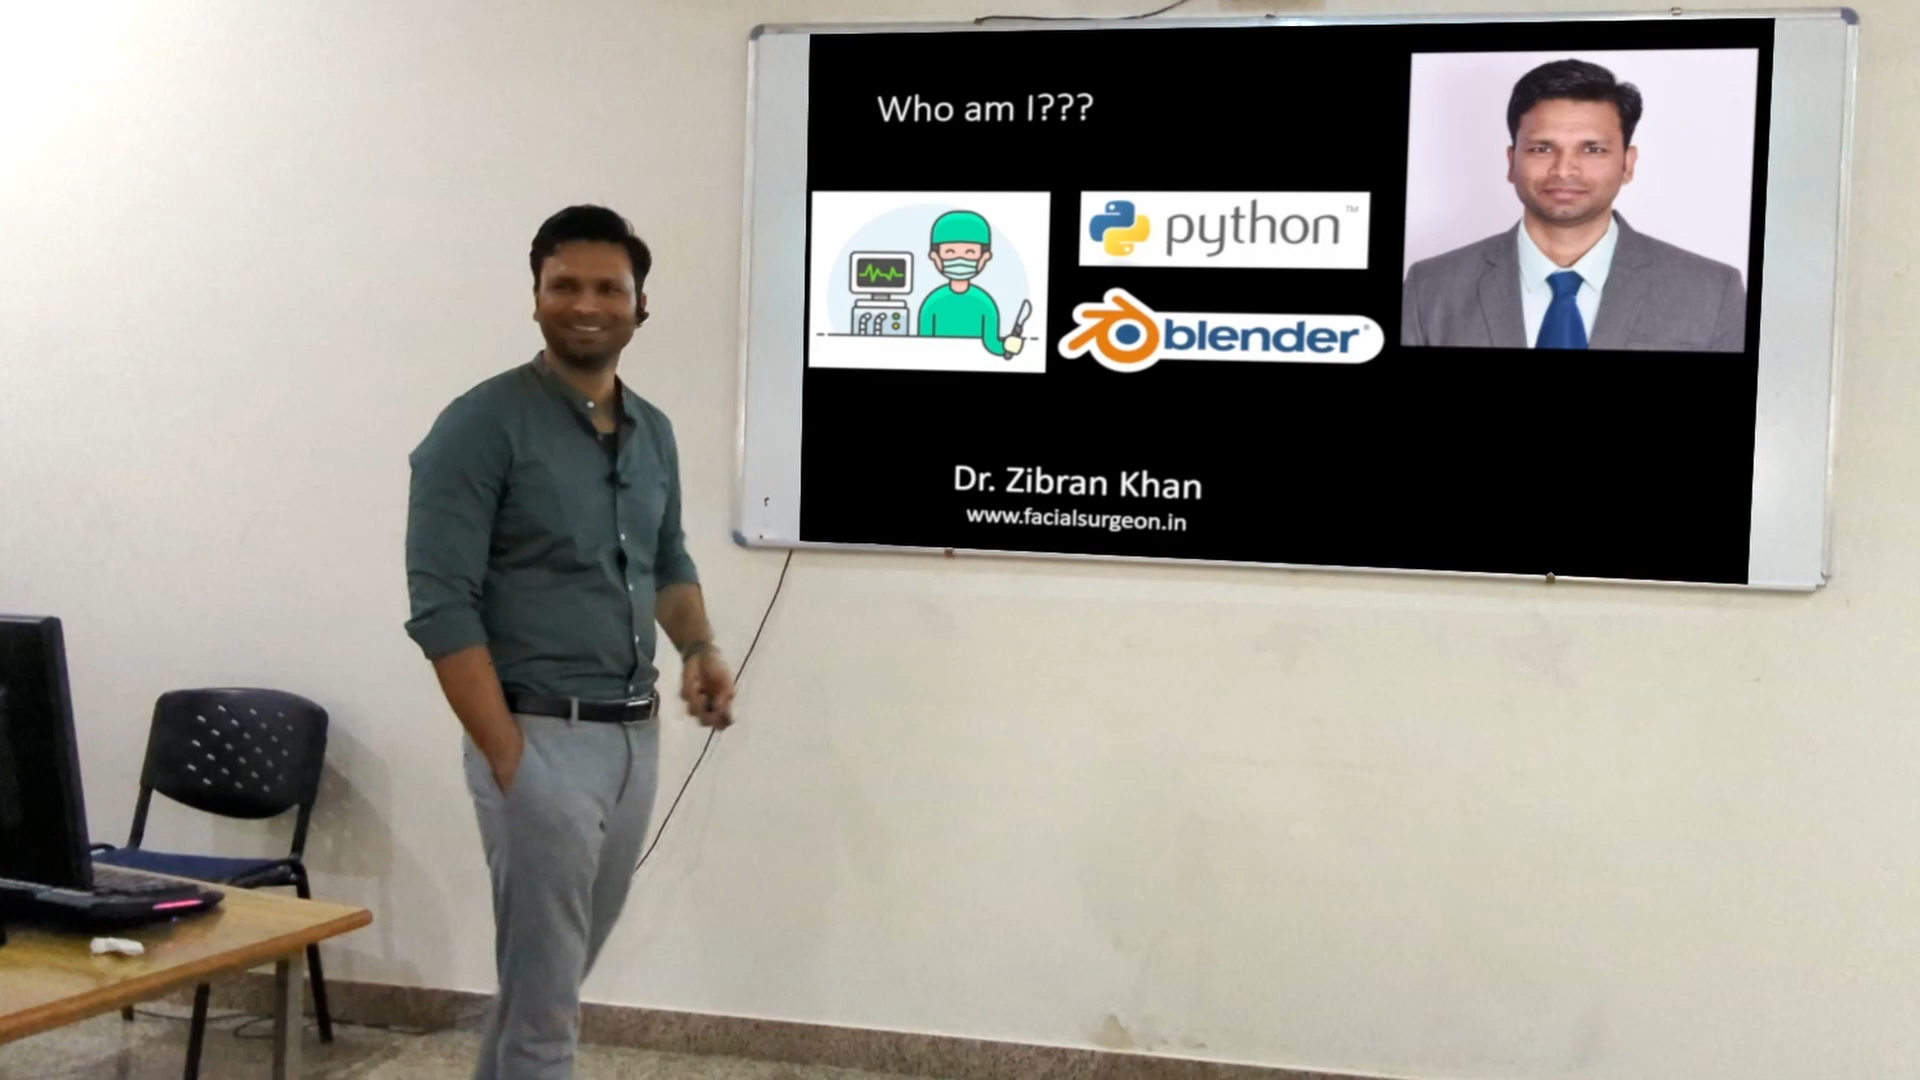 Who am I???
python™
blender®
Dr. Zibran Khan
www.facialsurgeon.in